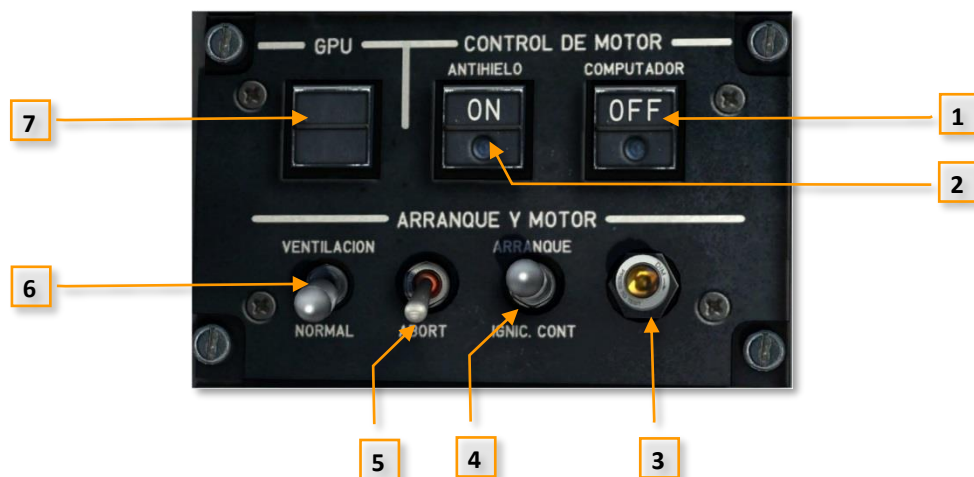 GPU
CONTROL DE MOTOR
ANTIHIELO
COMPUTADOR
ON
OFF
7
1
2
ARRANQUE Y MOTOR
VENTILACION
ARRANQUE
6
NORMAL
ABORT
IGNIC. CONT
5
4
3